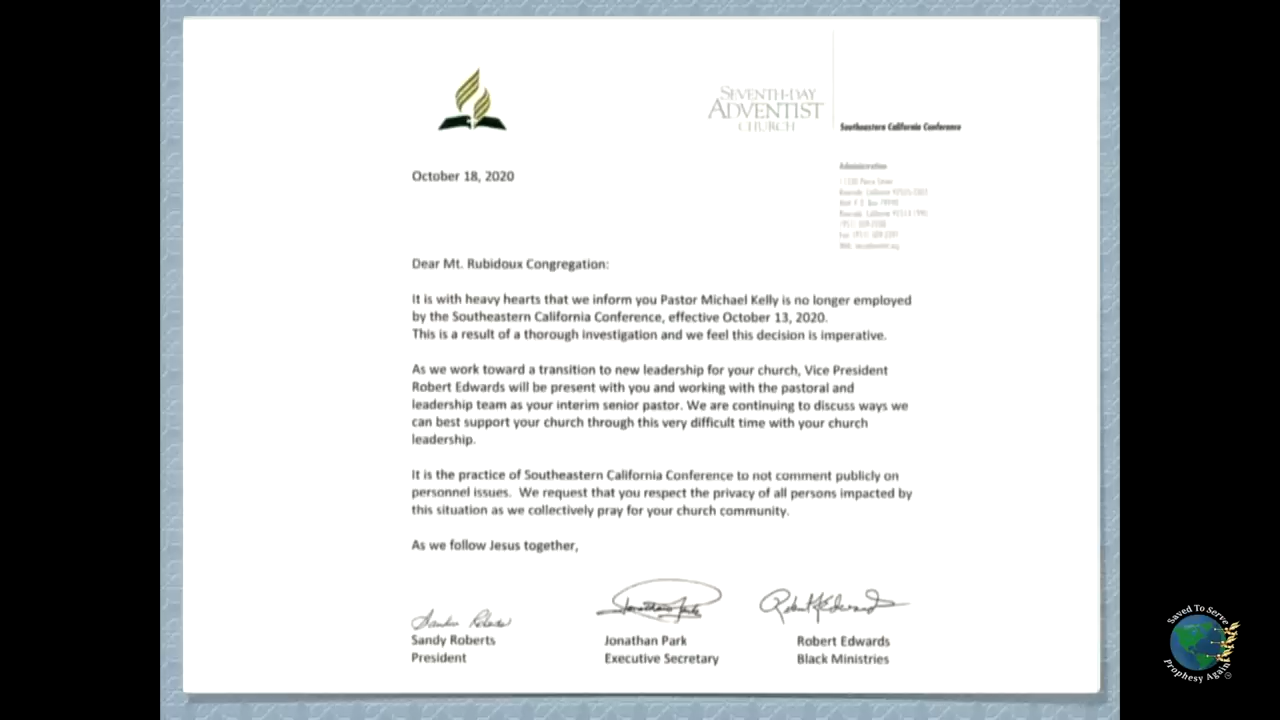 SEVENTH-DAY
ADVENTIST
CHURCH
Southeastern California Conference
Administration
October 18, 2020
Dear Mt. Rubidoux Congregation:
It is with heavy hearts that we inform you Pastor Michael Kelly is no longer employed
by the Southeastern California Conference, effective October 13, 2020.
This is a result of a thorough investigation and we feel this decision is imperative.
As we work toward a transition to new leadership for your church, Vice President
Robert Edwards will be present with you and working with the pastoral and
leadership team as your interim senior pastor. We are continuing to discuss ways we
can best support your church through this very difficult time with your church
leadership.
It is the practice of Southeastern California Conference to not comment publicly on
personnel issues. We request that you respect the privacy of all persons impacted by
this situation as we collectively pray for your church community.
As we follow Jesus together,
Sandy Roberts
President
Jonathan Park
Executive Secretary
Robert Edwards
Black Ministries
Saved To Serve
Prophesy Again